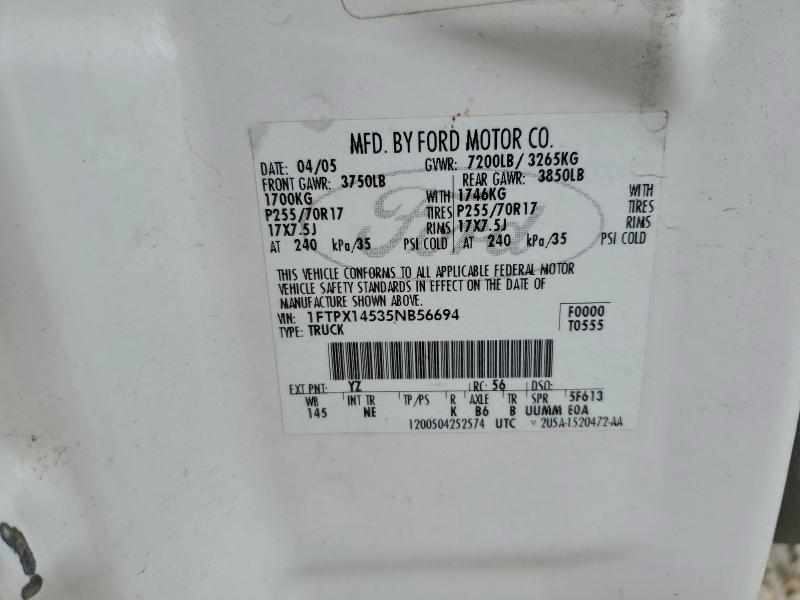 MFD. BY FORD MOTOR CO.
DATE: 04/05 GVWR: 7200LB/ 3265KG
FRONT GAWR: 3750LB REAR GAWR: 3850LB
1700KG WITH 1746KG WITH
P255/70R17 TIRES P255/70R17 TIRES
17X7.5J RIMS 17X7.5J RIMS
AT 240 kPa/35 PSI COLD AT 240 kPa/35 PSI COLD
Ford
THIS VEHICLE CONFORMS TO ALL APPLICABLE FEDERAL MOTOR
VEHICLE SAFETY STANDARDS IN EFFECT ON THE DATE OF
MANUFACTURE SHOWN ABOVE.
VIN: 1FTPX14535NB56694 F0000
TYPE: TRUCK T0555
EXT PNT: YZ RC: 56 DSO:
WB INT TR TP/PS R AXLE TR SPR 5F613
145 NE K B6 B UUMM E0A
1200504252574 UTC ▽ 2U5A-1520472-AA